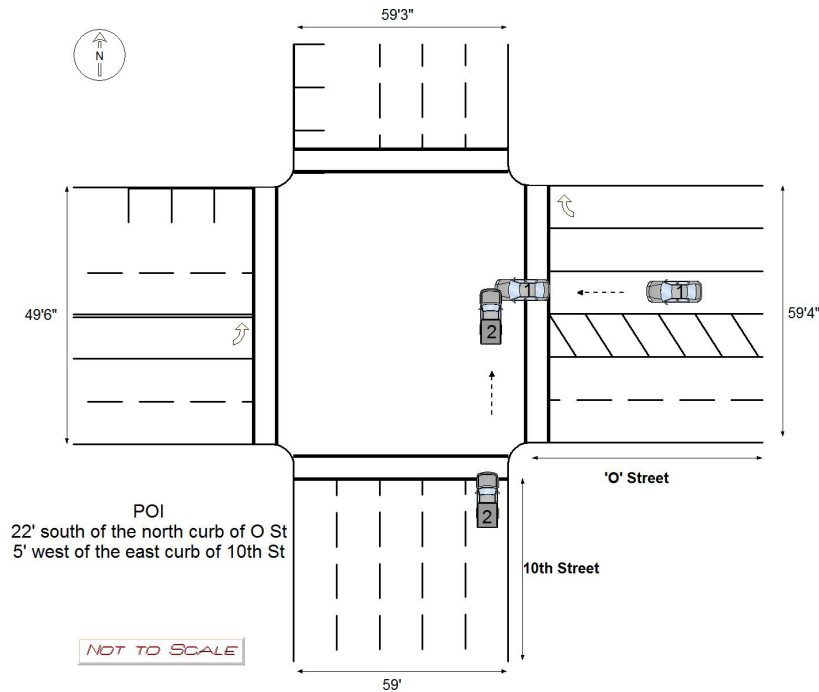 59'3"
N
49'6"
1
1
59'4"
2
'O' Street
2
POI
22' south of the north curb of O St
5' west of the east curb of 10th St
10th Street
NOT TO SCALE
59'